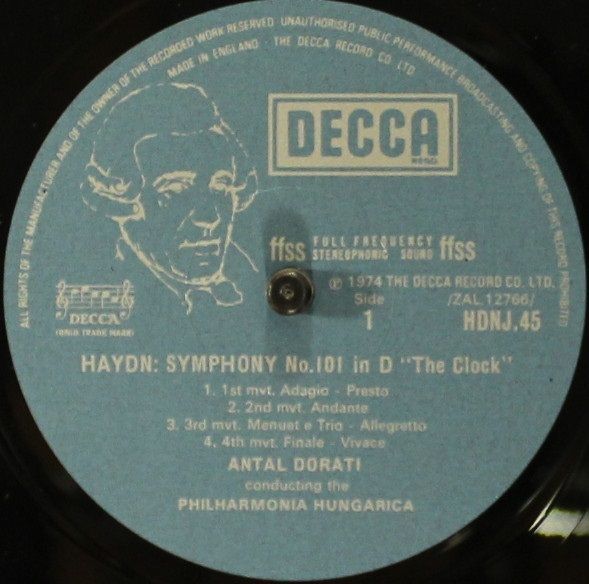 ALL RIGHTS OF THE MANUFACTURER AND OF THE OWNER OF THE RECORDED WORK RESERVED UNAUTHORISED PUBLIC PERFORMANCE BROADCASTING AND COPYING OF THIS RECORD PROHIBITED
MADE IN ENGLAND · THE DECCA RECORD CO. LTD.
DECCA
ffss FULL FREQUENCY STEREOPHONIC SOUND ffss
℗ 1974 THE DECCA RECORD CO. LTD.
DECCA
Side 1
/ZAL.12766/
HDNJ.45
HAYDN: SYMPHONY No.101 in D "The Clock"
1. 1st mvt. Adagio - Presto
2. 2nd mvt. Andante
3. 3rd mvt. Menuet e Trio - Allegretto
4. 4th mvt. Finale - Vivace
ANTAL DORATI
conducting the
PHILHARMONIA HUNGARICA